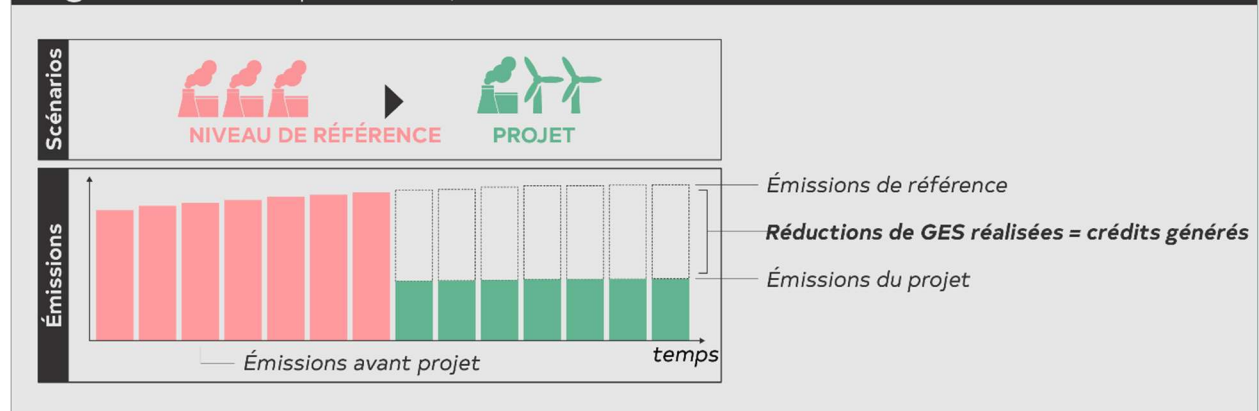 Scénarios
NIVEAU DE RÉFÉRENCE
PROJET
Émissions
Émissions de référence
Réductions de GES réalisées = crédits générés
Émissions du projet
temps
Émissions avant projet